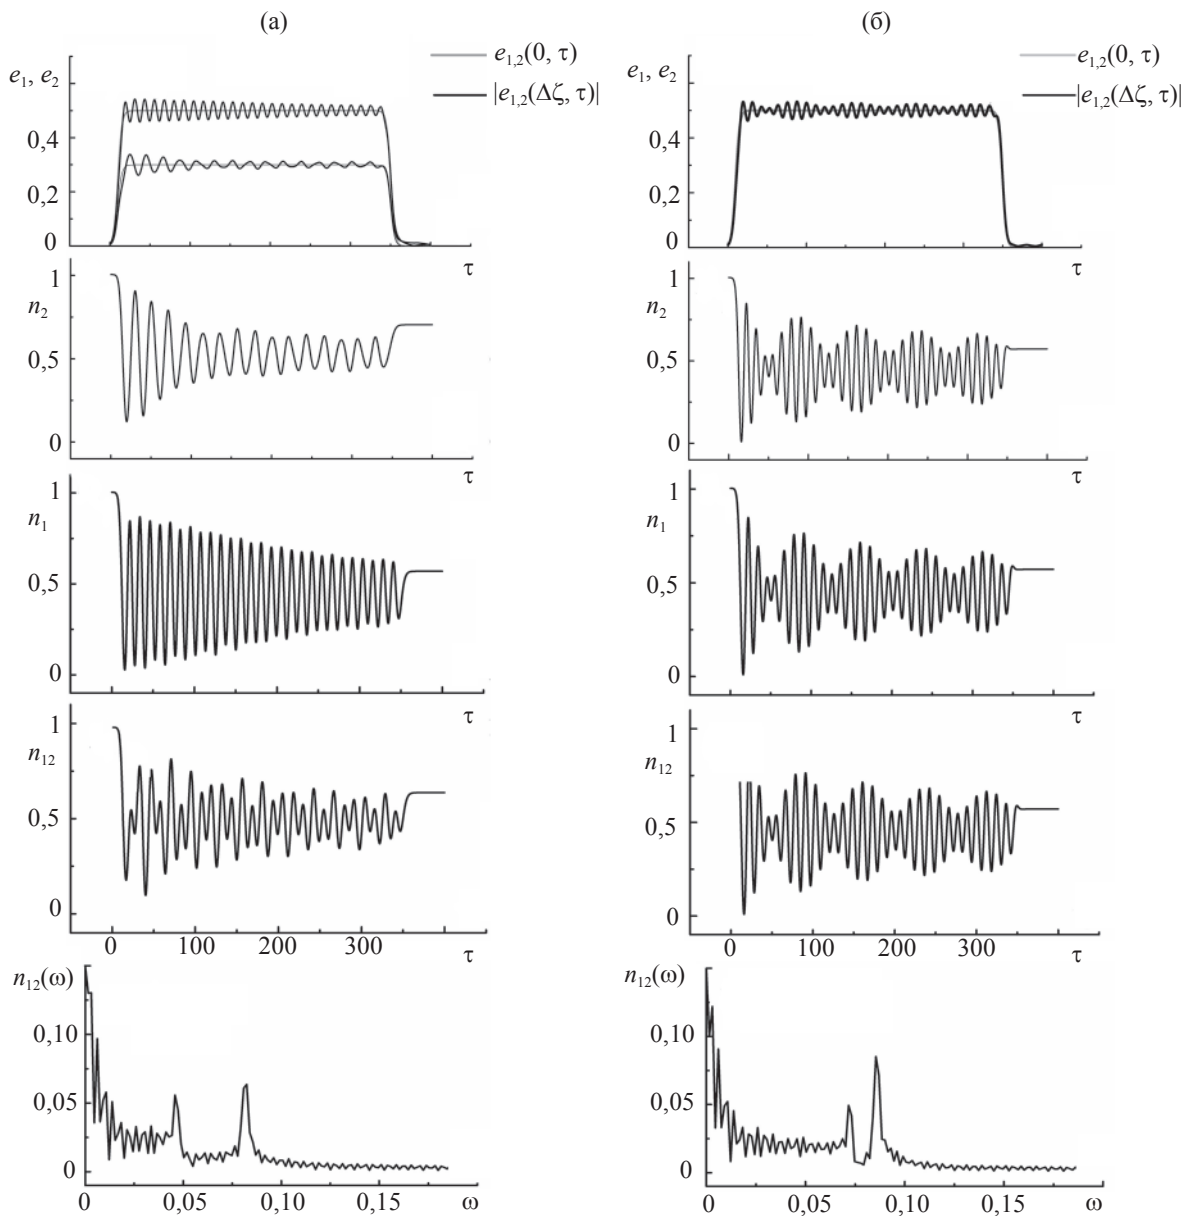 (а)
e₁, e₂
e₁,₂(0, τ)
|e₁,₂(Δζ, τ)|
0,4
0,2
0
τ
1
n₂
0,5
0
τ
1
n₁
0,5
0
τ
1
n₁₂
0,5
0
0 100 200 300
τ
n₁₂(ω)
0,10
0,05
0
0 0,05 0,10 0,15 ω
(б)
e₁, e₂
e₁,₂(0, τ)
|e₁,₂(Δζ, τ)|
0,4
0,2
0
τ
1
n₂
0,5
0
τ
1
n₁
0,5
0
τ
1
n₁₂
0,5
0
0 100 200 300
τ
n₁₂(ω)
0,10
0,05
0
0 0,05 0,10 0,15 ω